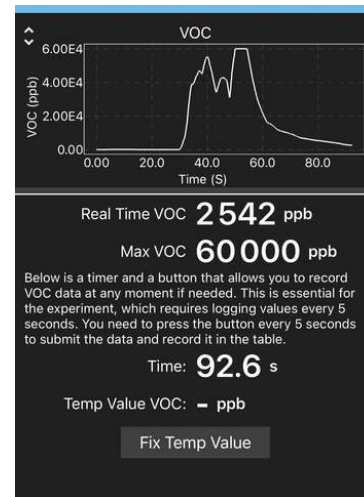 VOC
6.00E4
4.00E4
2.00E4
0.00
VOC (ppb)
0.00 20.0 40.0 60.0 80.0
Time (S)
Real Time VOC 2542 ppb
Max VOC 60000 ppb
Below is a timer and a button that allows you to record
VOC data at any moment if needed. This is essential for
the experiment, which requires logging values every 5
seconds. You need to press the button every 5 seconds
to submit the data and record it in the table.
Time: 92.6 s
Temp Value VOC: – ppb
Fix Temp Value